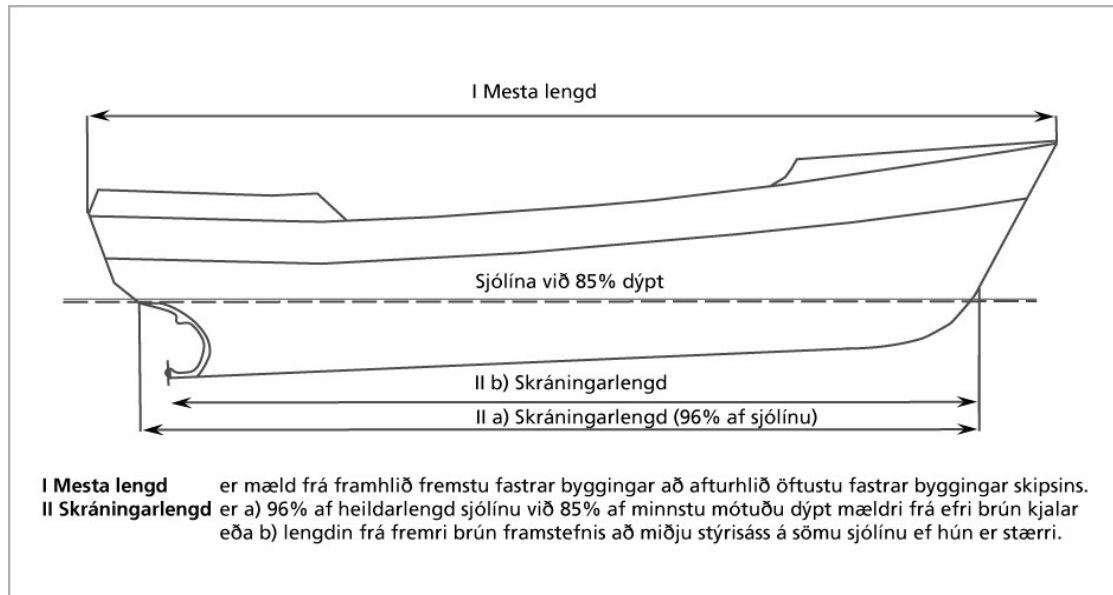 I Mesta lengd
Sjólína við 85% dýpt
II b) Skráningarlengd
II a) Skráningarlengd (96% af sjólínu)
I Mesta lengd er mæld frá framhlið fremstu fastrar byggingar að afturhlið öftustu fastrar byggingar skipsins.
II Skráningarlengd er a) 96% af heildarlengd sjólínu við 85% af minnstu mótuðu dýpt mældri frá efri brún kjalar
eða b) lengdin frá fremri brún framstefnis að miðju stýrisáss á sömu sjólínu ef hún er stærri.